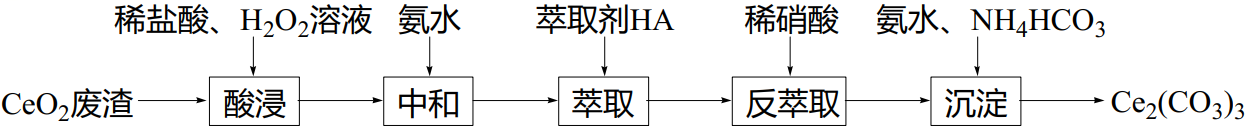 稀盐酸、H2O2溶液 氨水 萃取剂HA 稀硝酸 氨水、NH4HCO3
CeO2废渣 酸浸 中和 萃取 反萃取 沉淀 Ce2(CO3)3